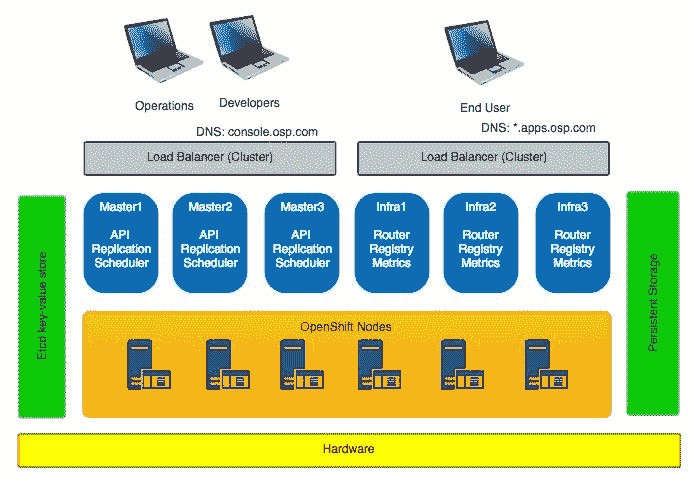 Operations
Developers
End User
DNS: console.osp.com
DNS: *.apps.osp.com
Load Balancer (Cluster)
Load Balancer (Cluster)
Master1
API
Replication
Scheduler
Master2
API
Replication
Scheduler
Master3
API
Replication
Scheduler
Infra1
Router
Registry
Metrics
Infra2
Router
Registry
Metrics
Infra3
Router
Registry
Metrics
Etcd key-value store
Persistent Storage
OpenShift Nodes
Hardware